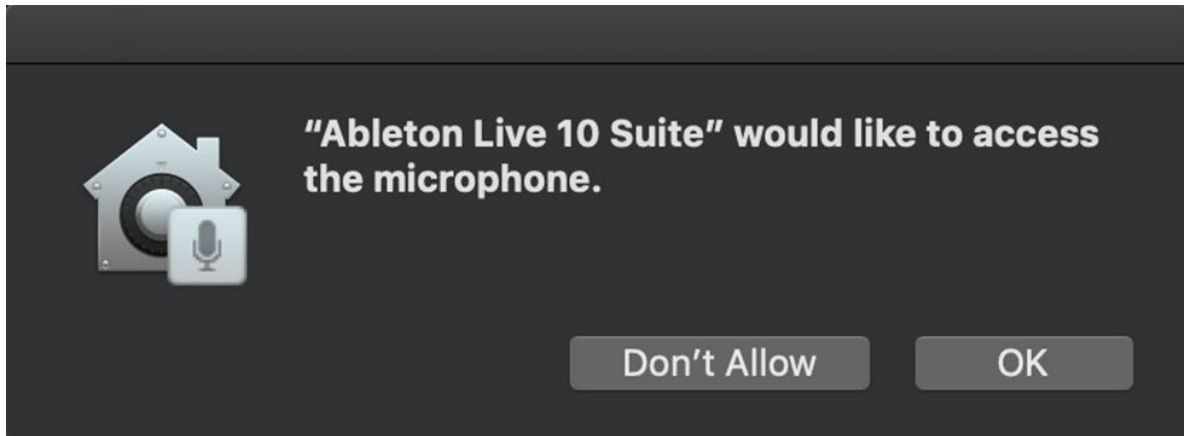 “Ableton Live 10 Suite” would like to access
the microphone.
Don’t Allow
OK